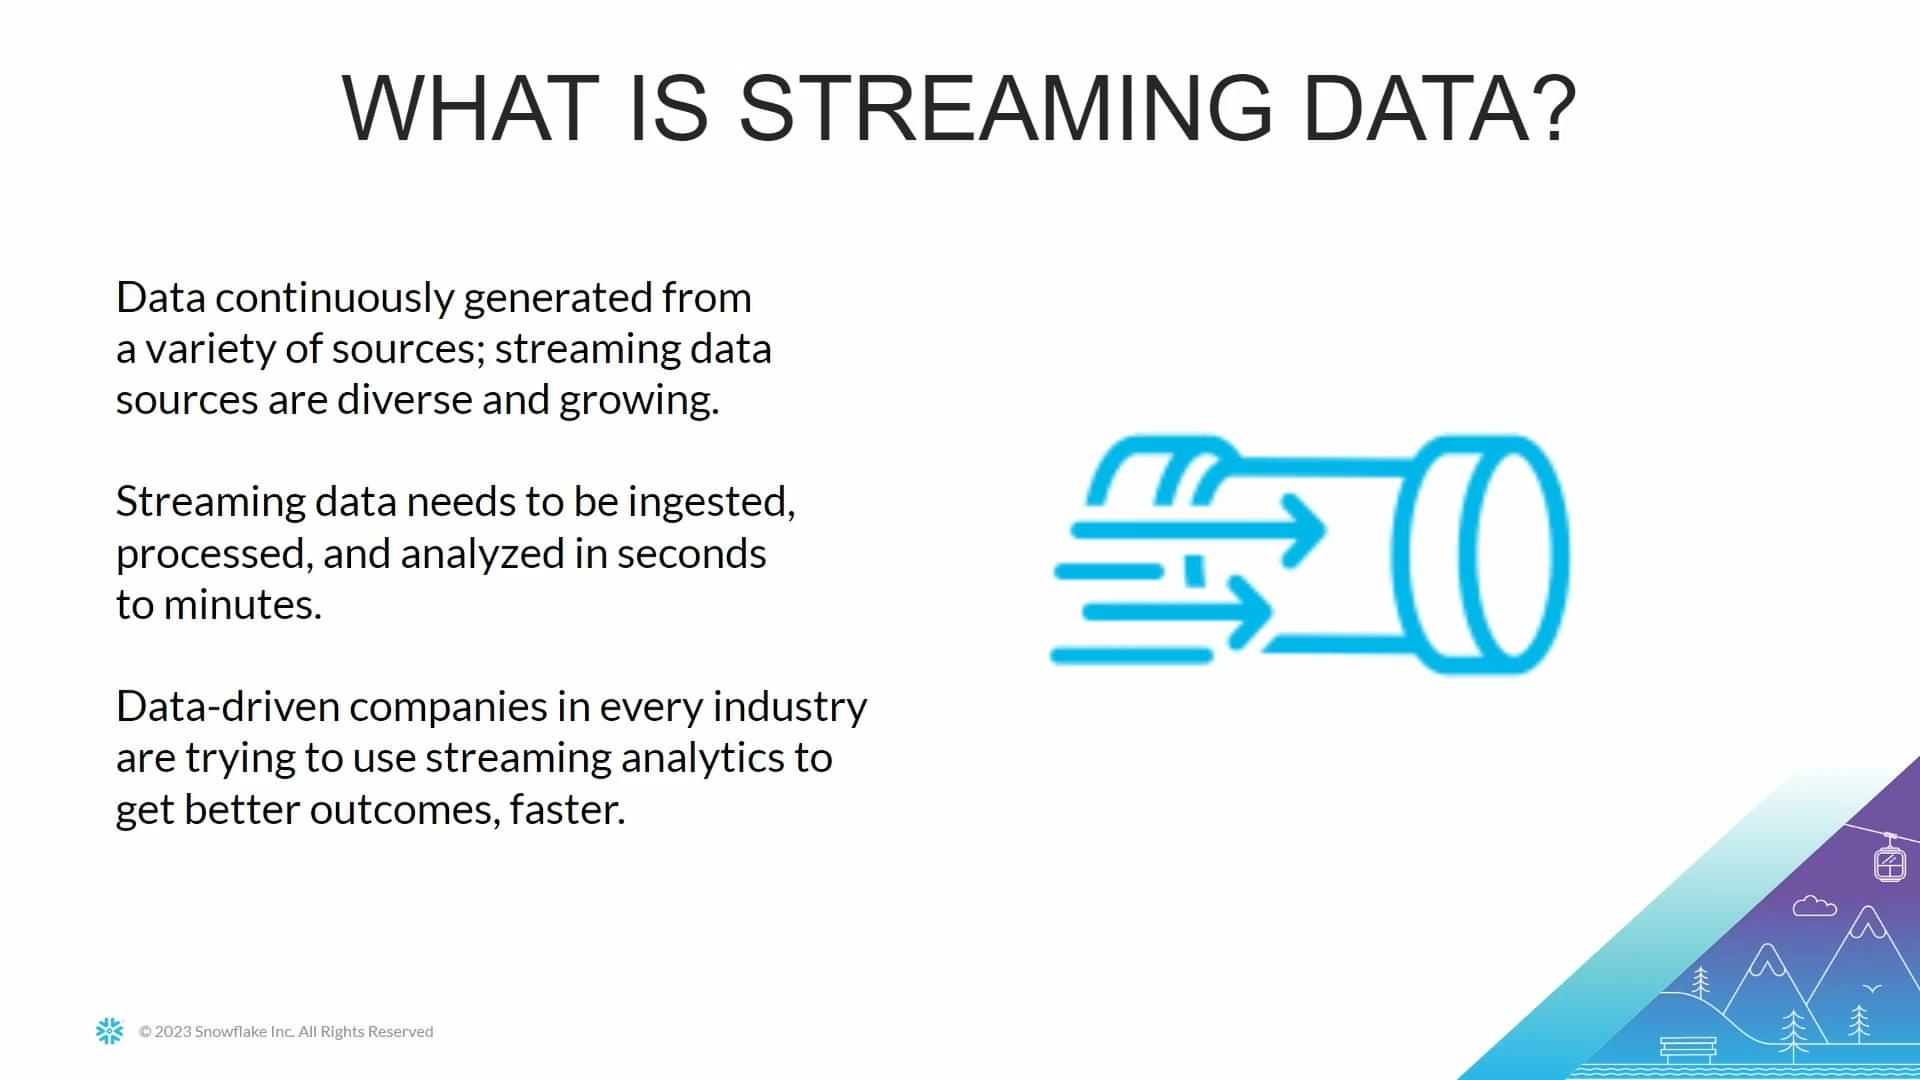 WHAT IS STREAMING DATA?
Data continuously generated from
a variety of sources; streaming data
sources are diverse and growing.
Streaming data needs to be ingested,
processed, and analyzed in seconds
to minutes.
Data-driven companies in every industry
are trying to use streaming analytics to
get better outcomes, faster.
© 2023 Snowflake Inc. All Rights Reserved